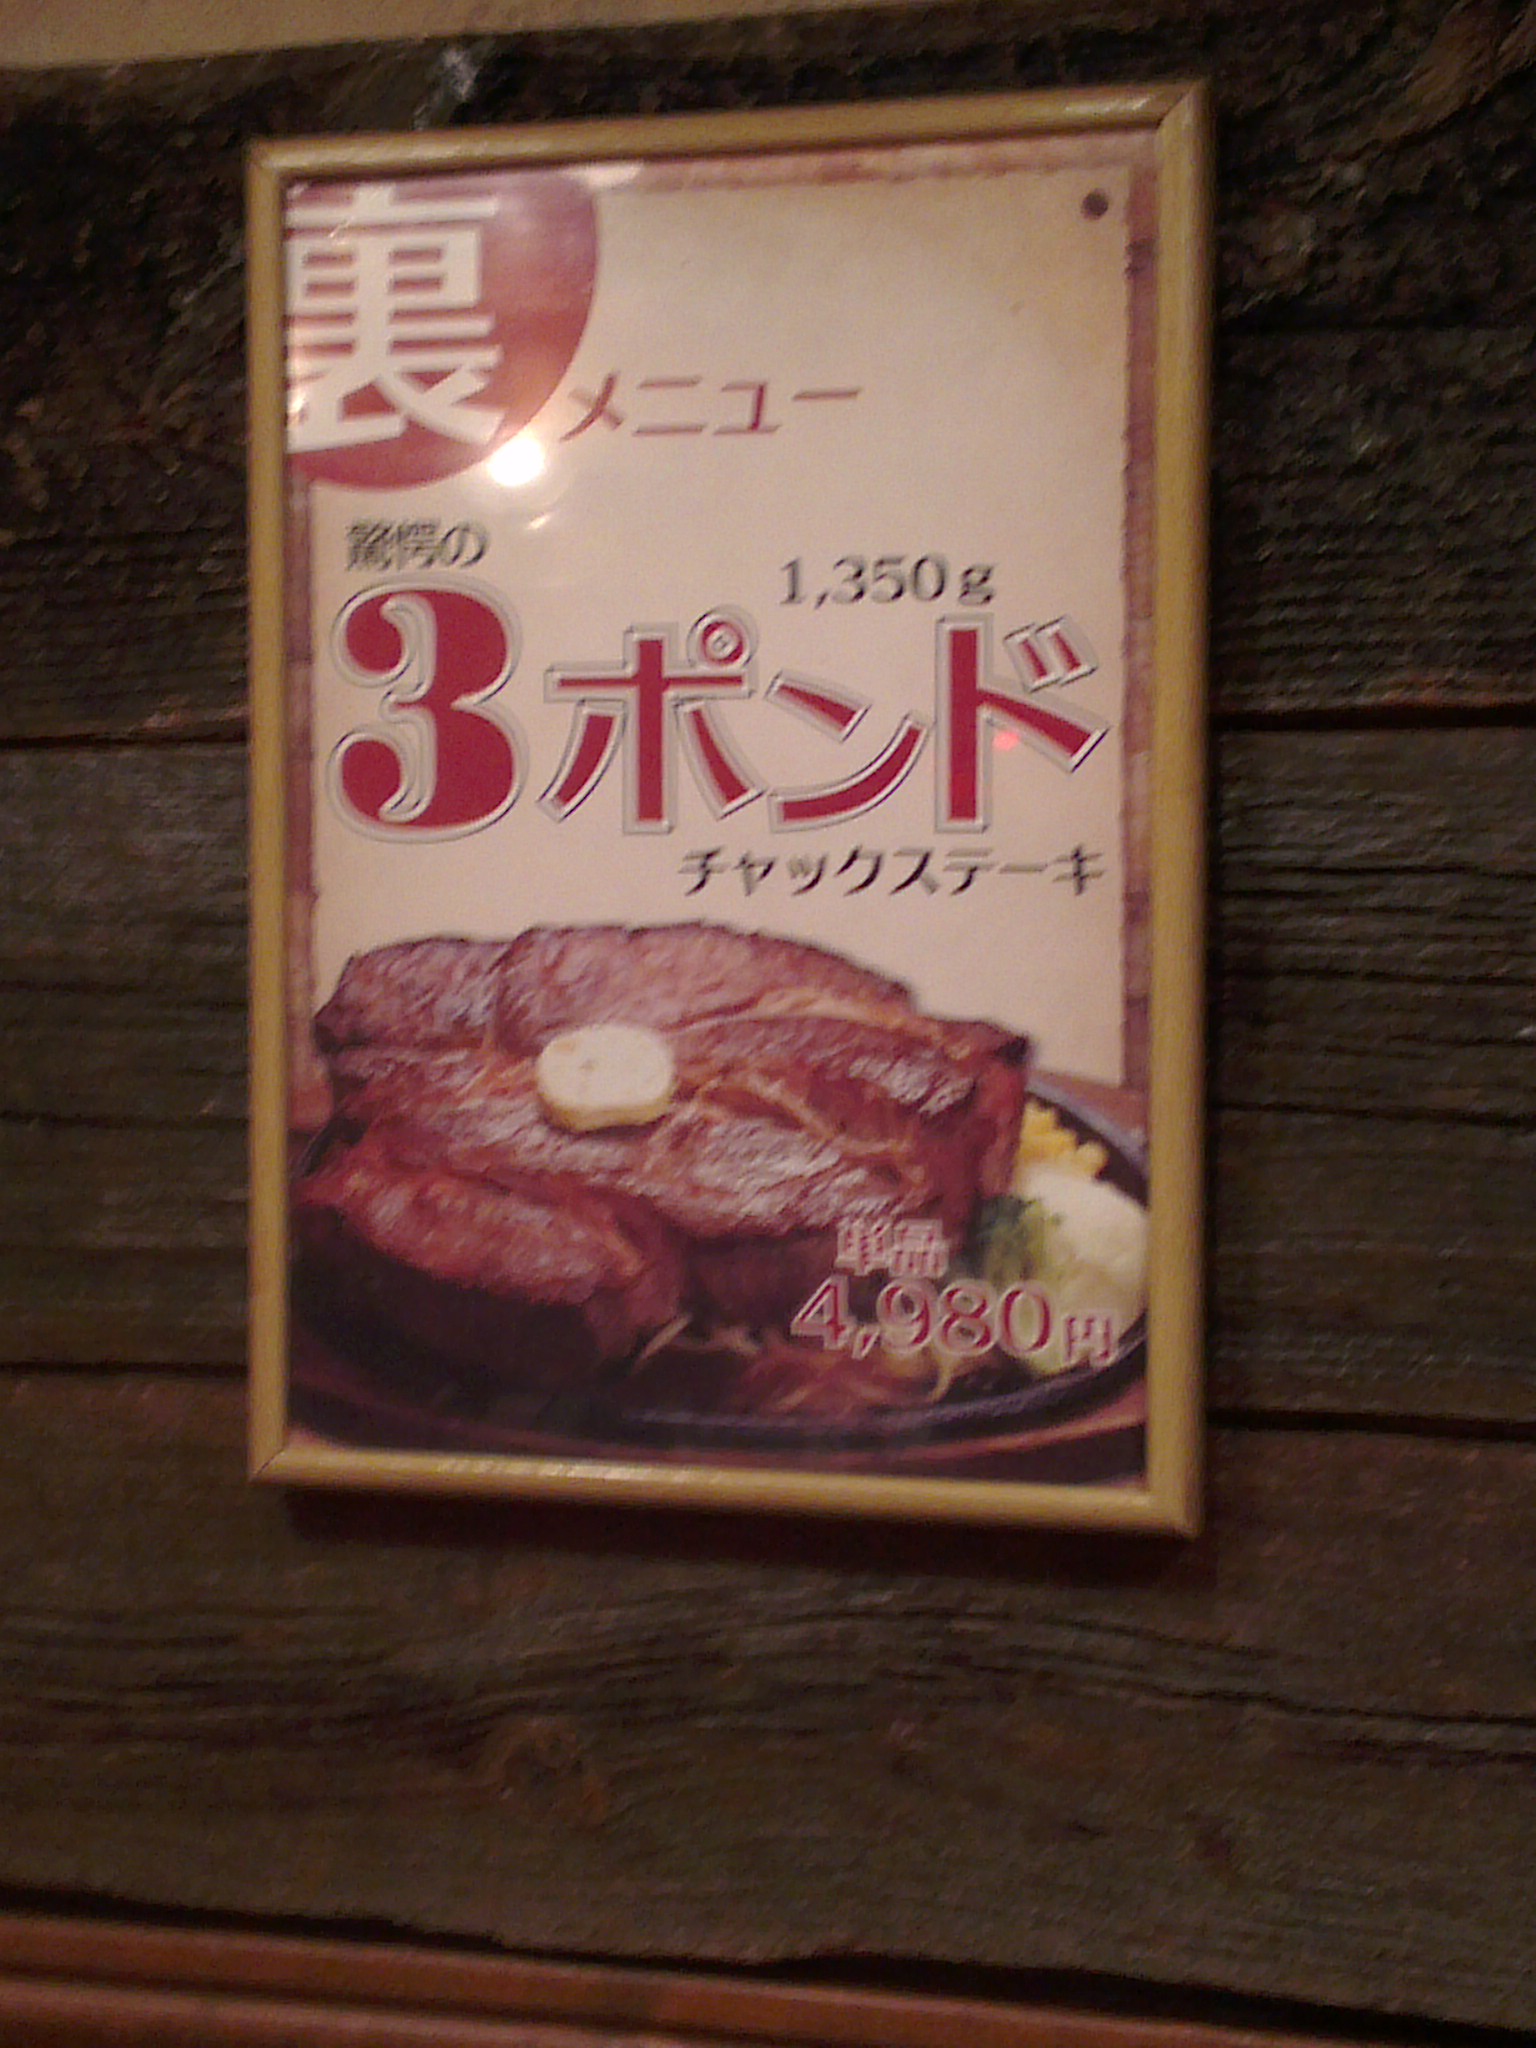 裏メニュー
驚愕の
1,350g
3ポンド
チャックステーキ
単品
4,980円